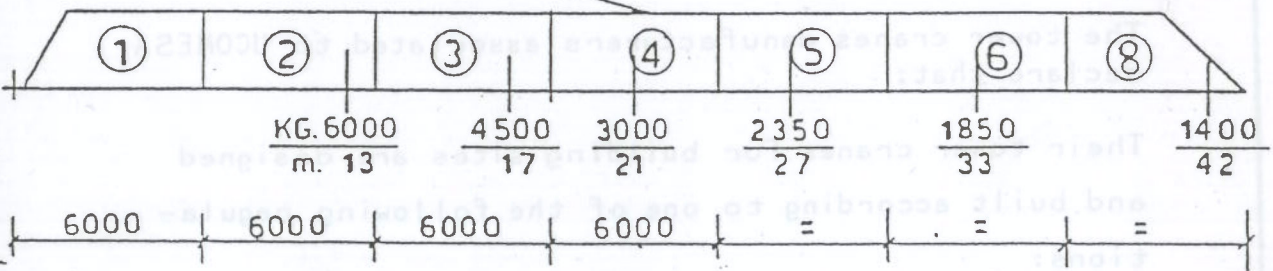 1 2 3 4 5 6 8
KG. 6000 4500 3000 2350 1850 1400
m. 13 17 21 27 33 42
6000 6000 6000 6000 = = =